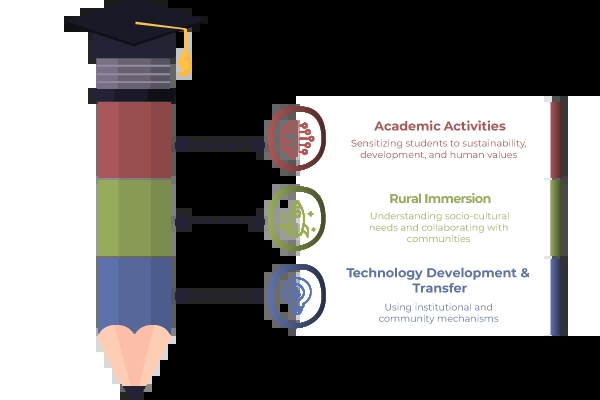 Academic Activities
Sensitizing students to sustainability,
development, and human values
Rural Immersion
Understanding socio-cultural
needs and collaborating with
communities
Technology Development &
Transfer
Using institutional and
community mechanisms